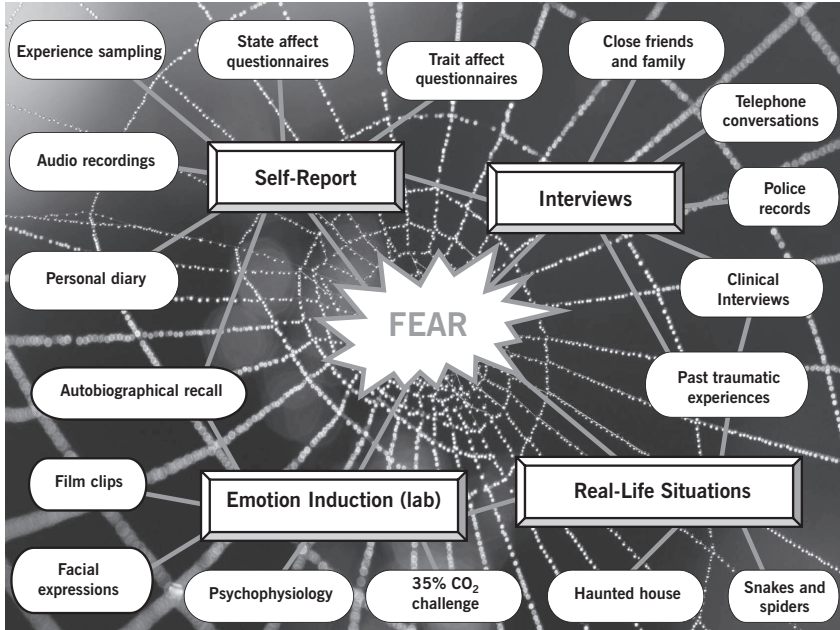 Experience sampling
State affect
questionnaires
Trait affect
questionnaires
Close friends
and family
Telephone
conversations
Audio recordings
Self-Report
Interviews
Police
records
Personal diary
Clinical
Interviews
FEAR
Autobiographical recall
Past traumatic
experiences
Film clips
Emotion Induction (lab)
Real-Life Situations
Facial
expressions
Psychophysiology
35% CO₂
challenge
Haunted house
Snakes and
spiders